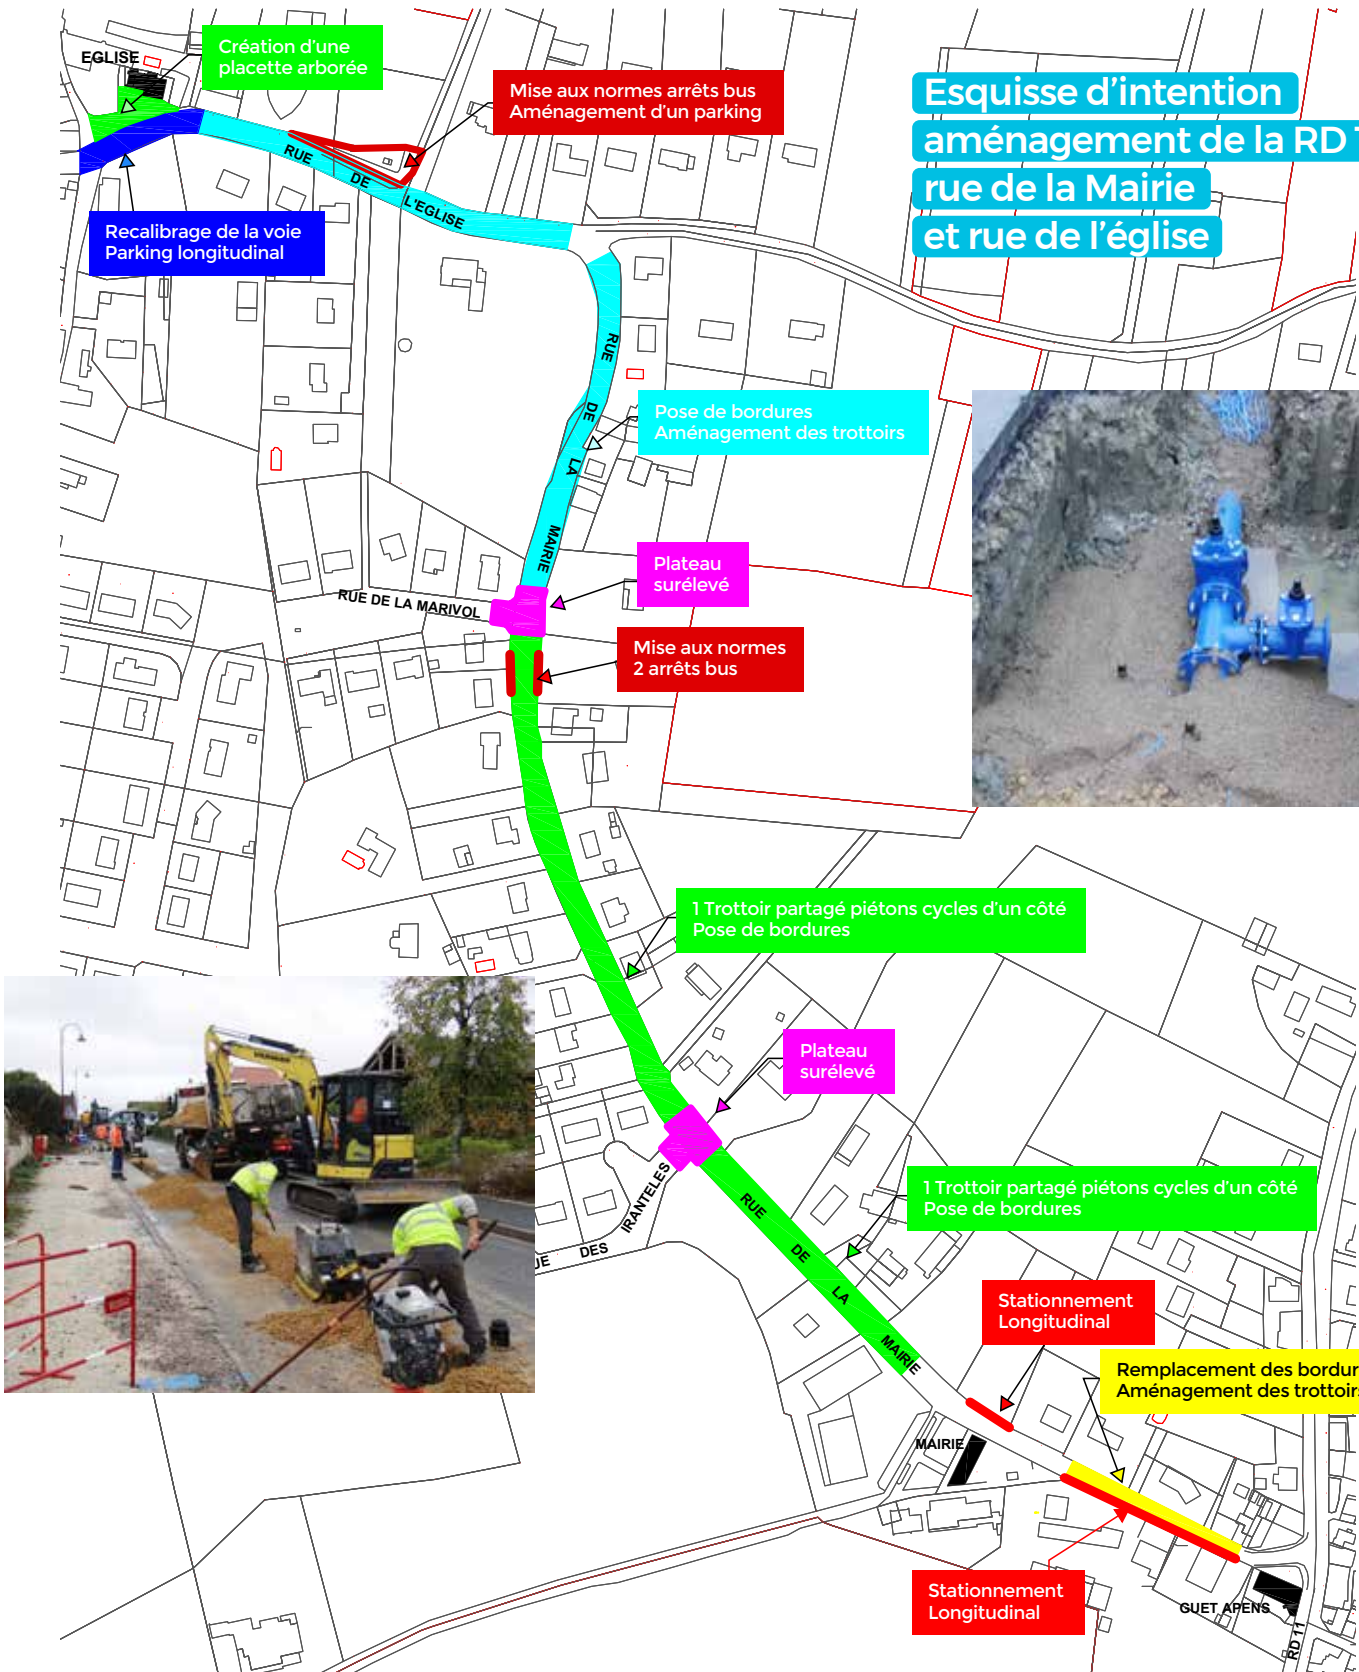 EGLISE
Création d'une
placette arborée
Mise aux normes arrêts bus
Aménagement d'un parking
Esquisse d'intention
aménagement de la RD
rue de la Mairie
et rue de l'église
RUE DE L'EGLISE
Recalibrage de la voie
Parking longitudinal
RUE DE LA MAIRIE
Pose de bordures
Aménagement des trottoirs
Plateau
surélevé
RUE DE LA MARIVOL
Mise aux normes
2 arrêts bus
1 Trottoir partagé piétons cycles d'un côté
Pose de bordures
Plateau
surélevé
UE DES IRANTELES
RUE DE LA MAIRIE
1 Trottoir partagé piétons cycles d'un côté
Pose de bordures
Stationnement
Longitudinal
Remplacement des bordur
Aménagement des trottoirs
MAIRIE
Stationnement
Longitudinal
GUET APENS
RD 11